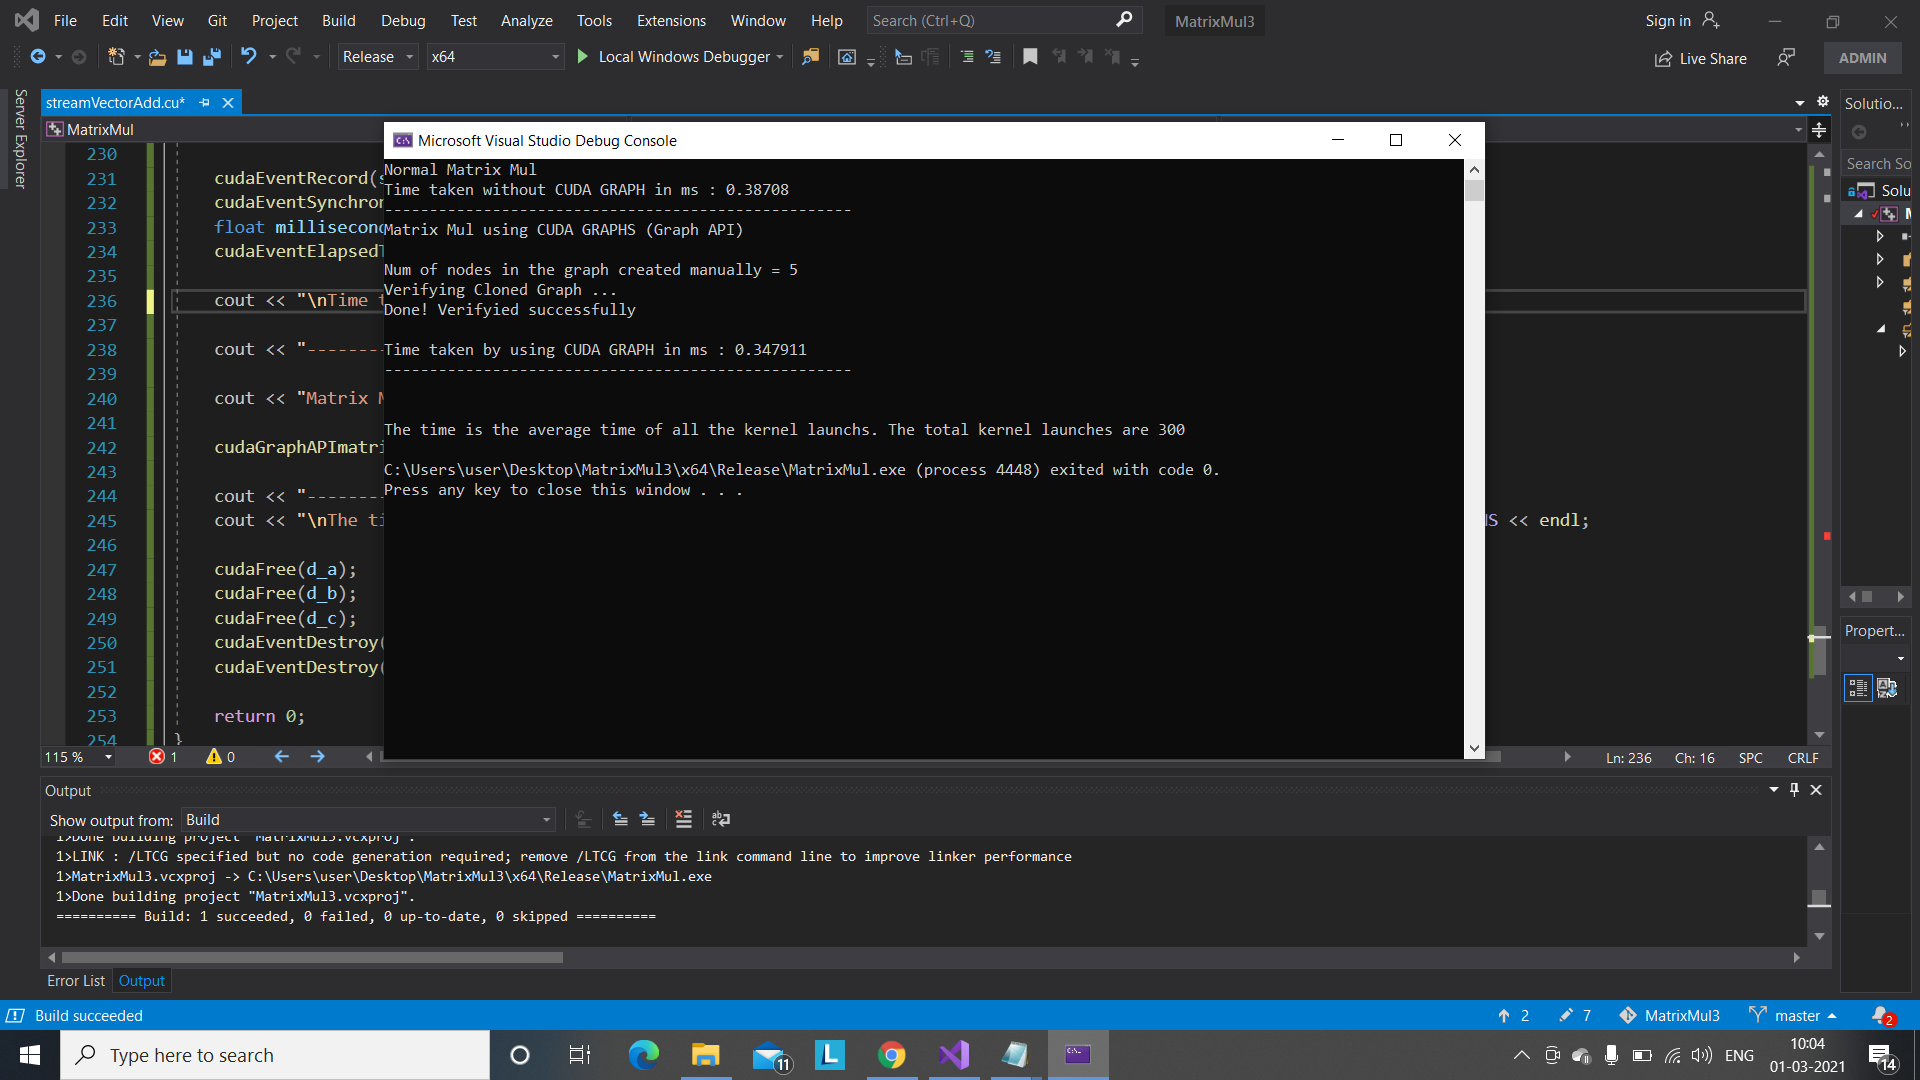 File Edit View Git Project Build Debug Test Analyze Tools Extensions Window Help Search (Ctrl+Q) MatrixMul3 Sign in
Release x64 Local Windows Debugger Live Share ADMIN
Server Explorer
streamVectorAdd.cu*
MatrixMul
Microsoft Visual Studio Debug Console
Normal Matrix Mul
Time taken without CUDA GRAPH in ms : 0.38708
----------------------------------------------------
Matrix Mul using CUDA GRAPHS (Graph API)
Num of nodes in the graph created manually = 5
Verifying Cloned Graph ...
Done! Verifyied successfully
Time taken by using CUDA GRAPH in ms : 0.347911
----------------------------------------------------
The time is the average time of all the kernel launchs. The total kernel launches are 300
C:\Users\user\Desktop\MatrixMul3\x64\Release\MatrixMul.exe (process 4448) exited with code 0.
Press any key to close this window . . .
230
231 cudaEventRecord(
232 cudaEventSynchron
233 float millisecond
234 cudaEventElapsedT
235
236 cout << "\nTime t
237
238 cout << "--------
239
240 cout << "Matrix M
241
242 cudaGraphAPImatri
243
244 cout << "--------
245 cout << "\nThe ti NS << endl;
246
247 cudaFree(d_a);
248 cudaFree(d_b);
249 cudaFree(d_c);
250 cudaEventDestroy(
251 cudaEventDestroy(
252
253 return 0;
254 }
115 % 1 0 Ln: 236 Ch: 16 SPC CRLF
Solutio...
Search So
Solu
Propert...
Output
Show output from: Build
1>Done building project "MatrixMul3.vcxproj".
1>LINK : /LTCG specified but no code generation required; remove /LTCG from the link command line to improve linker performance
1>MatrixMul3.vcxproj -> C:\Users\user\Desktop\MatrixMul3\x64\Release\MatrixMul.exe
1>Done building project "MatrixMul3.vcxproj".
========== Build: 1 succeeded, 0 failed, 0 up-to-date, 0 skipped ==========
Error List Output
Build succeeded 2 7 MatrixMul3 master 2
Type here to search 11 L ENG 10:04
01-03-2021 14